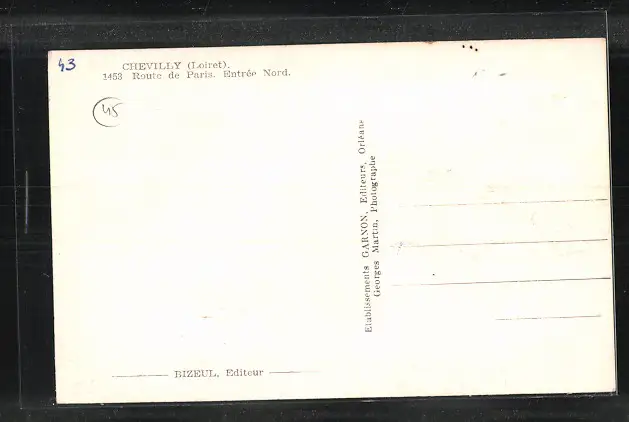 43
CHEVILLY (Loiret).
1453 Route de Paris. Entrée Nord.
45
Etablissements GARNON, Editeurs, Orléans
Georges Martin, Photographe
BIZEUL, Editeur